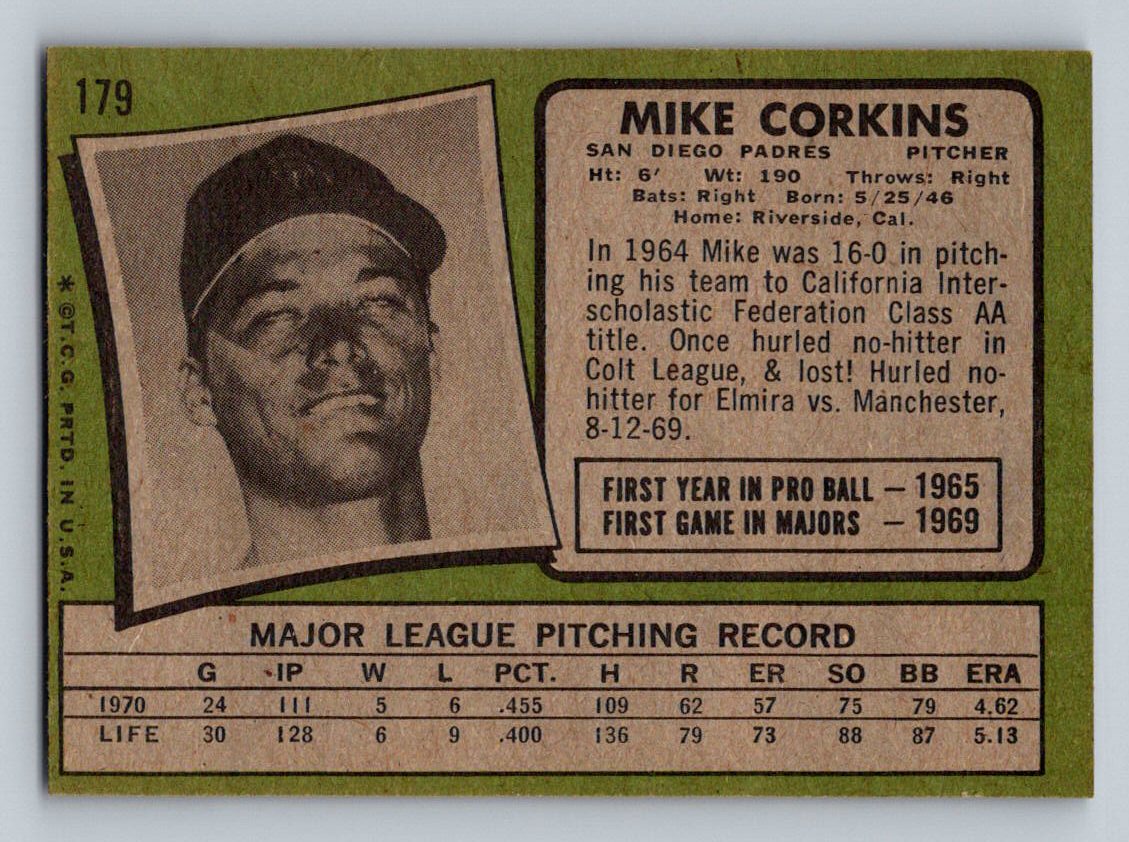 179
MIKE CORKINS
SAN DIEGO PADRES PITCHER
Ht: 6' Wt: 190 Throws: Right
Bats: Right Born: 5/25/46
Home: Riverside, Cal.
In 1964 Mike was 16-0 in pitch-
ing his team to California Inter-
scholastic Federation Class AA
title. Once hurled no-hitter in
Colt League, & lost! Hurled no-
hitter for Elmira vs. Manchester,
8-12-69.
FIRST YEAR IN PRO BALL – 1965
FIRST GAME IN MAJORS – 1969
* © T.C.G. PRTD. IN U.S.A.
MAJOR LEAGUE PITCHING RECORD
G IP W L PCT. H R ER SO BB ERA
1970 24 111 5 6 .455 109 62 57 75 79 4.62
LIFE 30 128 6 9 .400 136 79 73 88 87 5.13